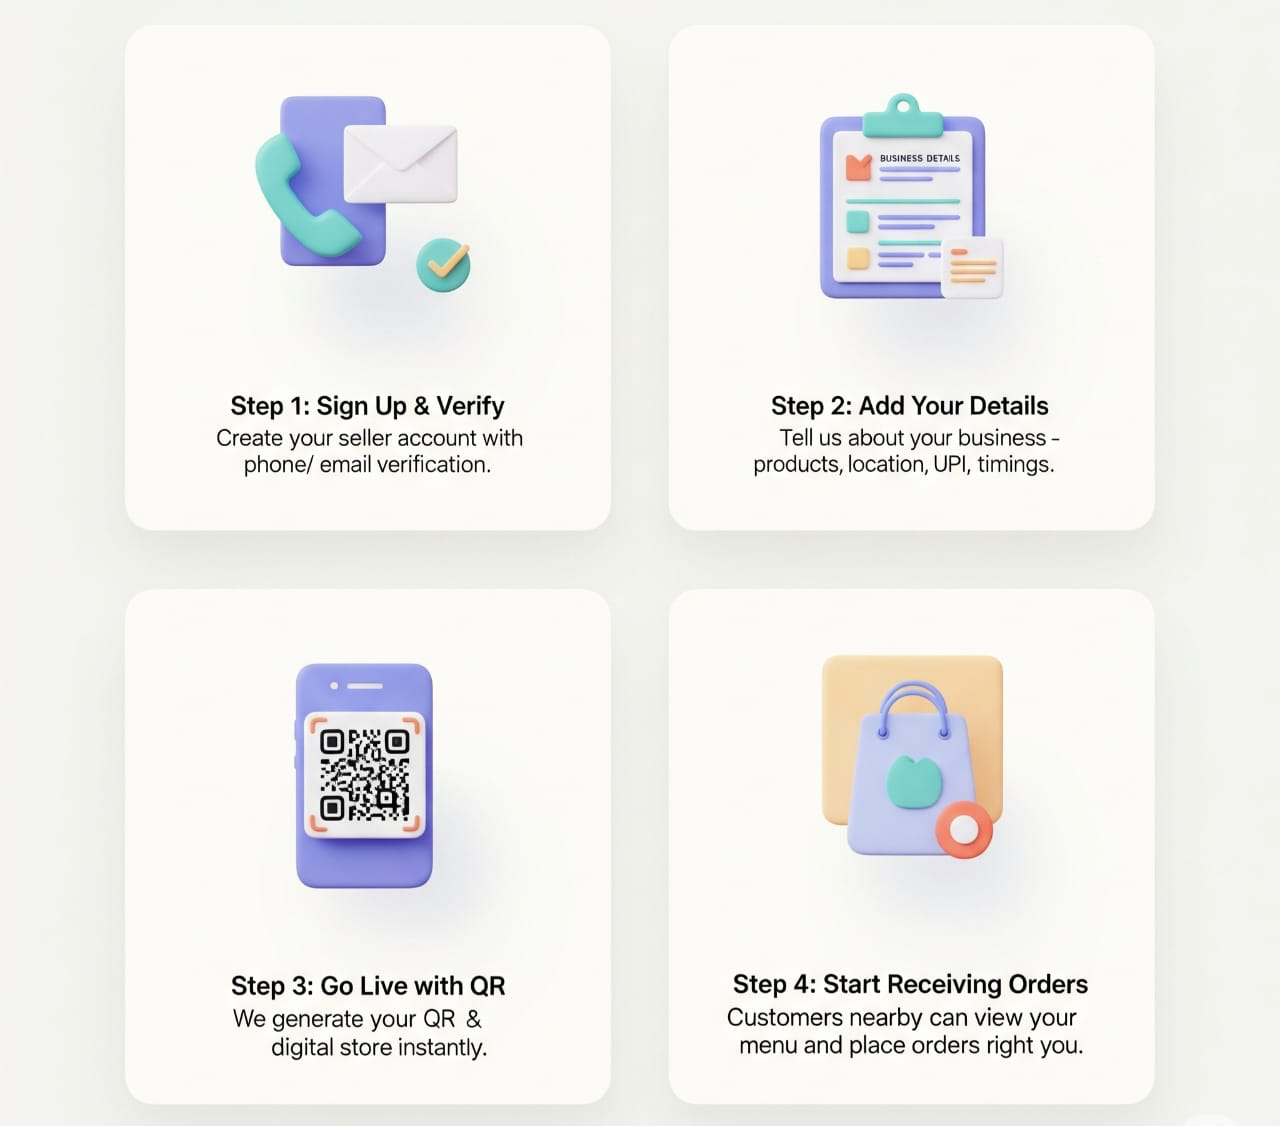 Step 1: Sign Up & Verify
Create your seller account with
phone/ email verification.
BUSINESS DETAILS
Step 2: Add Your Details
Tell us about your business -
products, location, UPI, timings.
Step 3: Go Live with QR
We generate your QR &
digital store instantly.
Step 4: Start Receiving Orders
Customers nearby can view your
menu and place orders right you.